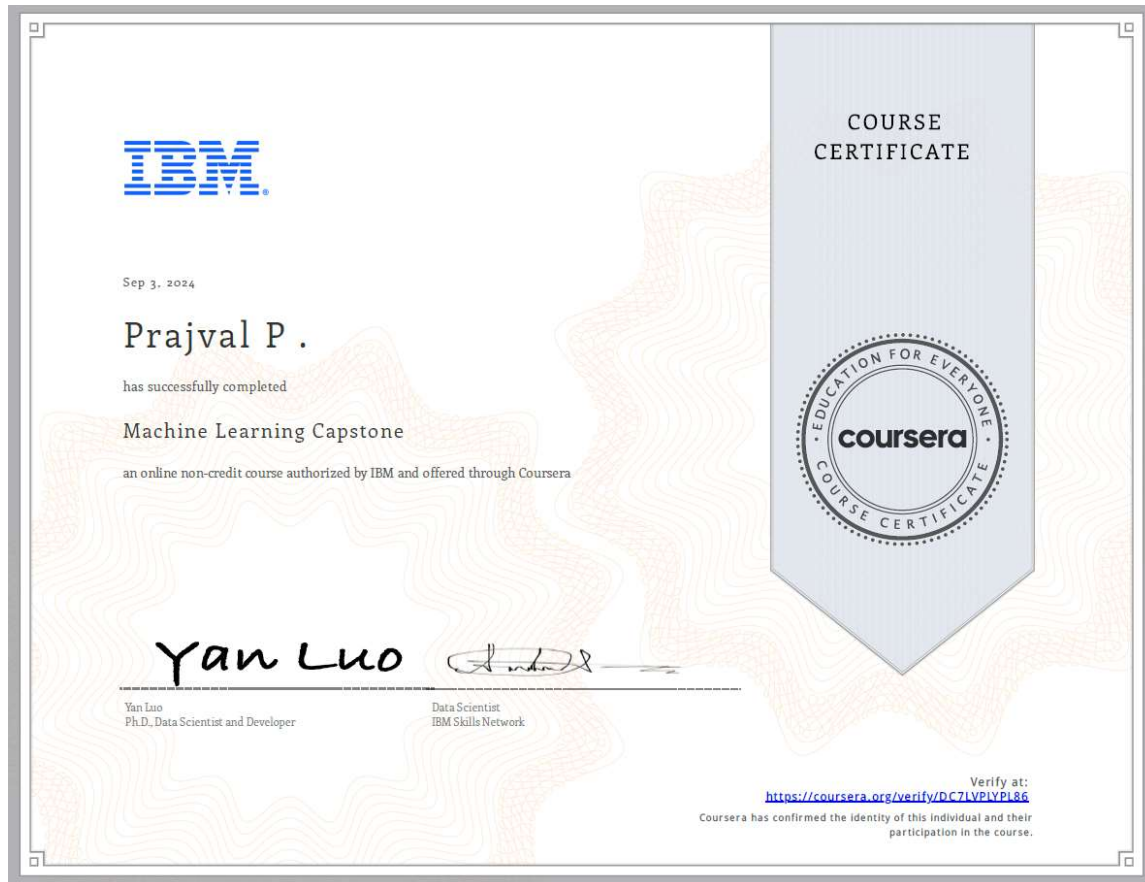 COURSE
CERTIFICATE
IBM®
Sep 3, 2024
Prajval P .
has successfully completed
Machine Learning Capstone
an online non-credit course authorized by IBM and offered through Coursera
EDUCATION FOR EVERYONE
coursera
COURSE CERTIFICATE
Yan Luo
Yan Luo
Ph.D., Data Scientist and Developer
Data Scientist
IBM Skills Network
Verify at:
https://coursera.org/verify/DC7LVPLYPL86
Coursera has confirmed the identity of this individual and their
participation in the course.